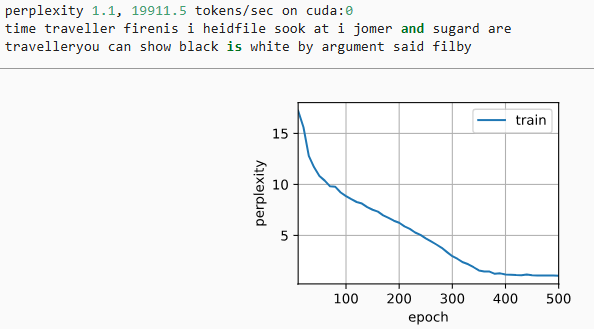 perplexity 1.1, 19911.5 tokens/sec on cuda:0
time traveller firenis i heidfile sook at i jomer and sugard are
travelleryou can show black is white by argument said filby
train
15
10
5
perplexity
100 200 300 400 500
epoch